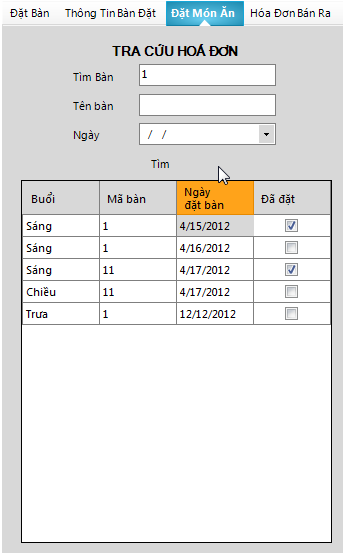 Đặt Bàn Thông Tin Bàn Đặt Đặt Món Ăn Hóa Đơn Bán Ra
TRA CỨU HOÁ ĐƠN
Tìm Bàn 1
Tên bàn
Ngày / /
Tìm
Buổi Mã bàn Ngày đặt bàn Đã đặt
Sáng 1 4/15/2012
Sáng 1 4/16/2012
Sáng 11 4/17/2012
Chiều 11 4/17/2012
Trưa 1 12/12/2012